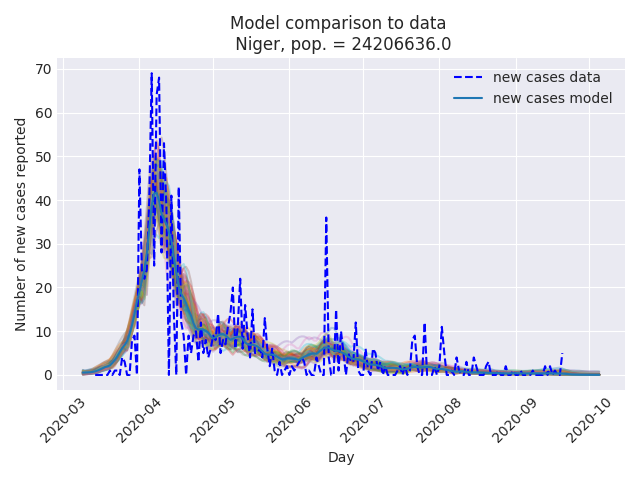 Model comparison to data
Niger, pop. = 24206636.0
new cases data
new cases model
Number of new cases reported
70
60
50
40
30
20
10
0
2020-03
2020-04
2020-05
2020-06
2020-07
2020-08
2020-09
2020-10
Day